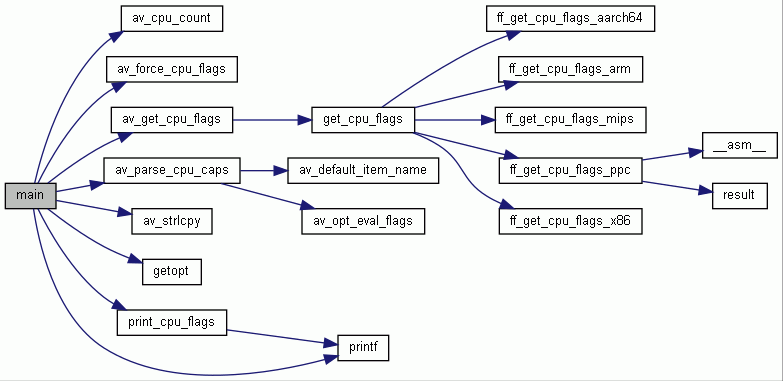 main
av_cpu_count
av_force_cpu_flags
av_get_cpu_flags
av_parse_cpu_caps
av_strlcpy
getopt
print_cpu_flags
get_cpu_flags
av_default_item_name
av_opt_eval_flags
printf
ff_get_cpu_flags_aarch64
ff_get_cpu_flags_arm
ff_get_cpu_flags_mips
ff_get_cpu_flags_ppc
ff_get_cpu_flags_x86
__asm__
result